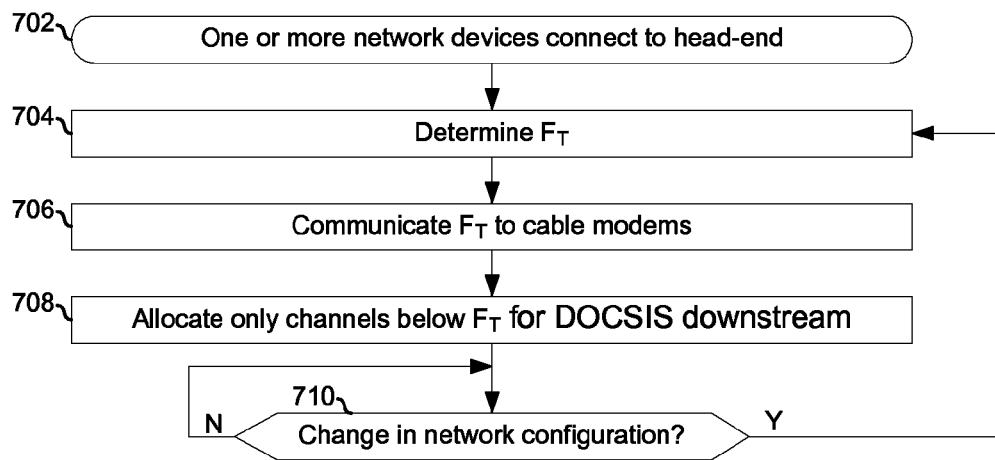 702
One or more network devices connect to head-end
704
Determine F_T
706
Communicate F_T to cable modems
708
Allocate only channels below F_T for DOCSIS downstream
710
N
Change in network configuration?
Y